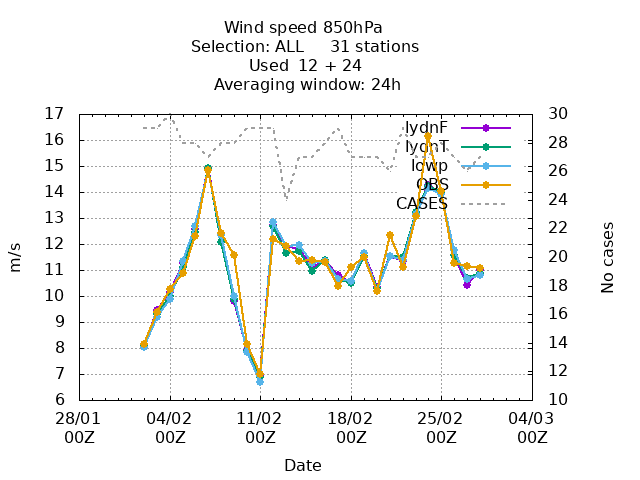 Wind speed 850hPa
Selection: ALL 31 stations
Used 12 + 24
Averaging window: 24h
17
16
15
14
13
12
11
10
9
8
7
6
m/s
30
28
26
24
22
20
18
16
14
12
10
No cases
lydnF
lydnT
lowp
OBS
CASES
28/01 04/02 11/02 18/02 25/02 04/03
00Z 00Z 00Z 00Z 00Z 00Z
Date